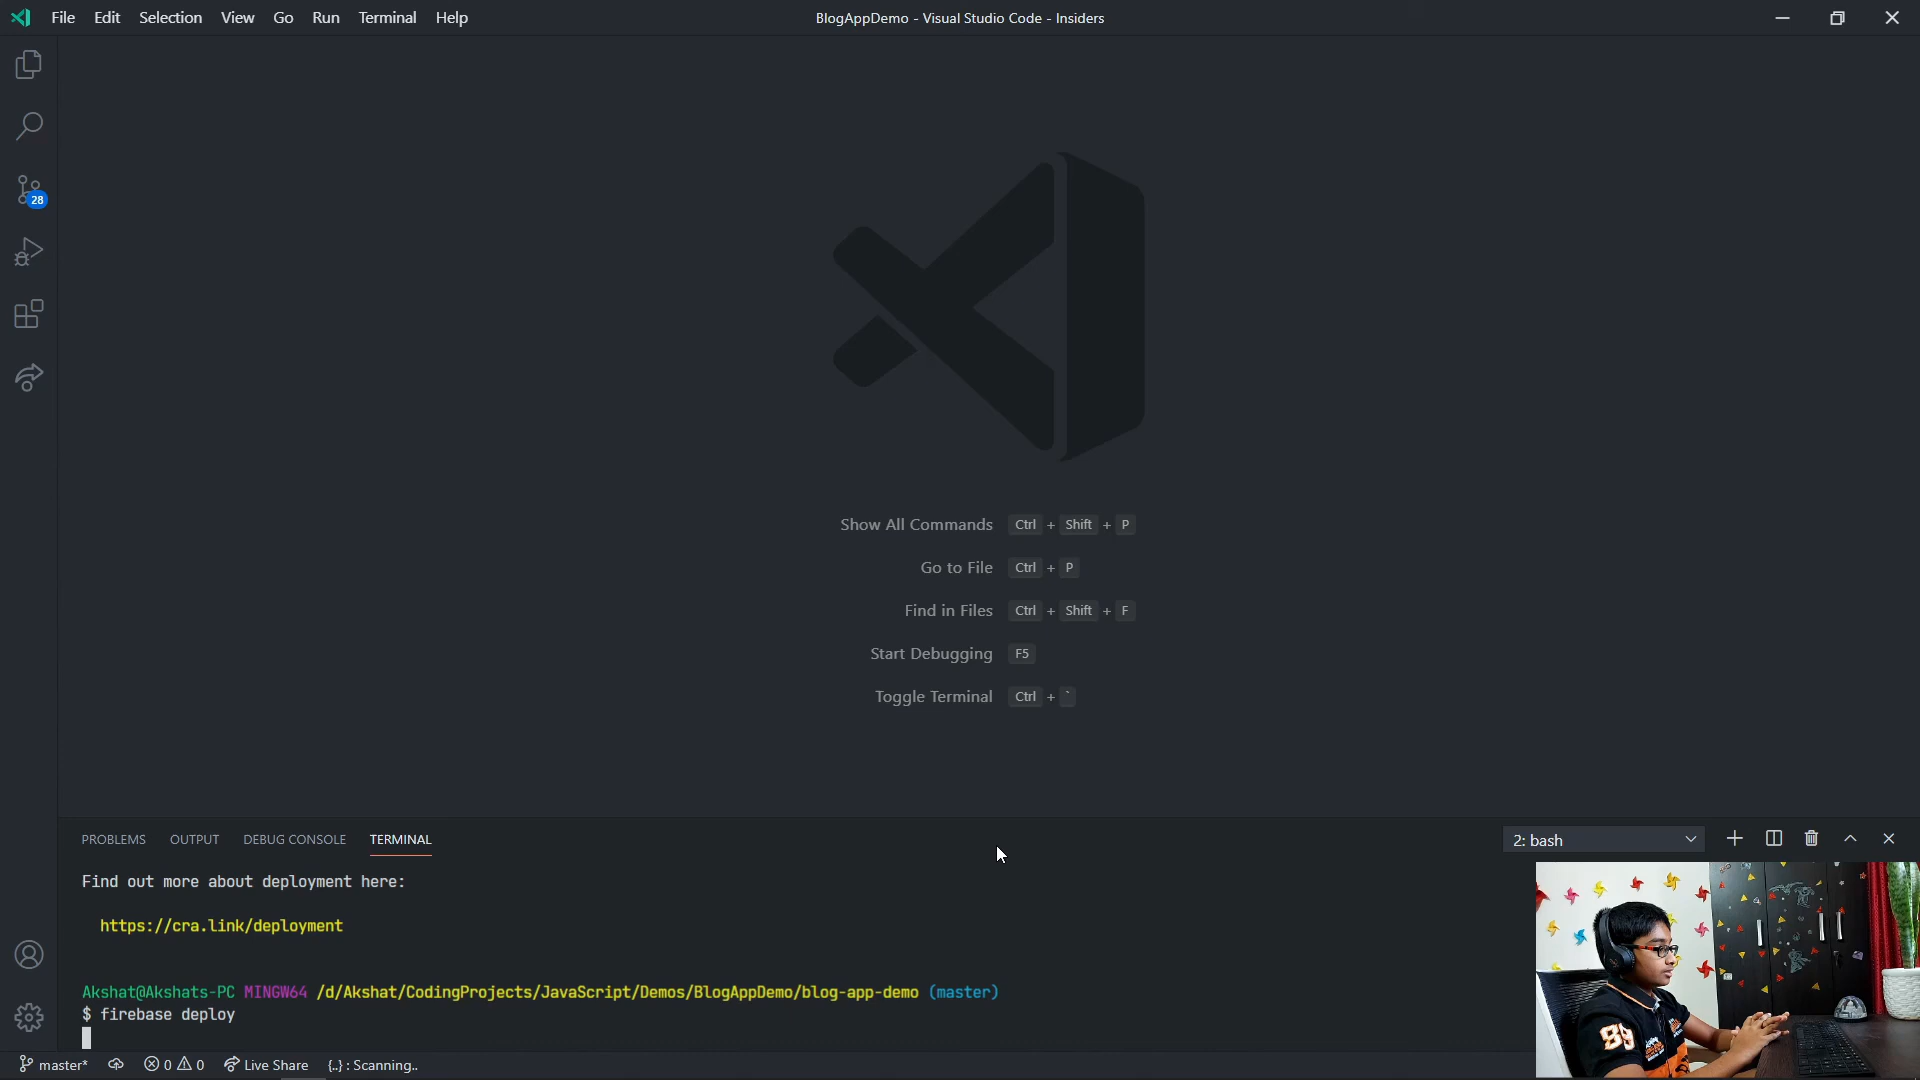 File Edit Selection View Go Run Terminal Help
BlogAppDemo - Visual Studio Code - Insiders
28
Show All Commands Ctrl + Shift + P
Go to File Ctrl + P
Find in Files Ctrl + Shift + F
Start Debugging F5
Toggle Terminal Ctrl + `
PROBLEMS OUTPUT DEBUG CONSOLE TERMINAL
2: bash
Find out more about deployment here:
https://cra.link/deployment
Akshat@Akshats-PC MINGW64 /d/Akshat/CodingProjects/JavaScript/Demos/BlogAppDemo/blog-app-demo (master)
$ firebase deploy
89
master* 0 0 Live Share {..} : Scanning..